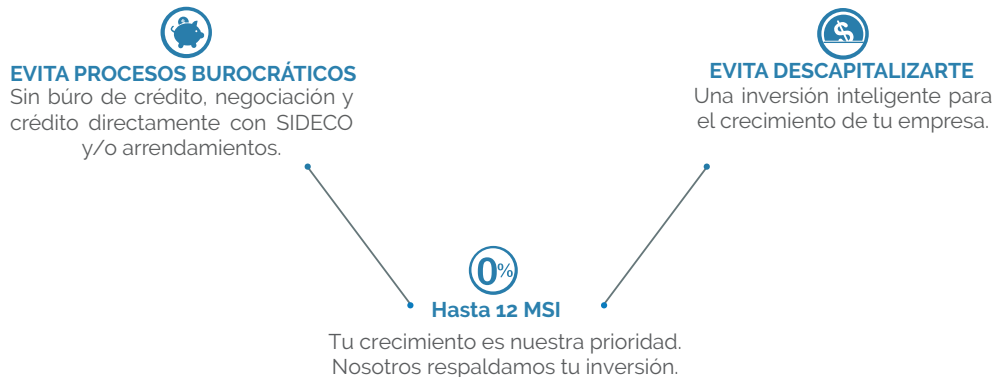 EVITA PROCESOS BUROCRÁTICOS
Sin búro de crédito, negociación y
crédito directamente con SIDECO
y/o arrendamientos.
$
EVITA DESCAPITALIZARTE
Una inversión inteligente para
el crecimiento de tu empresa.
0%
Hasta 12 MSI
Tu crecimiento es nuestra prioridad.
Nosotros respaldamos tu inversión.